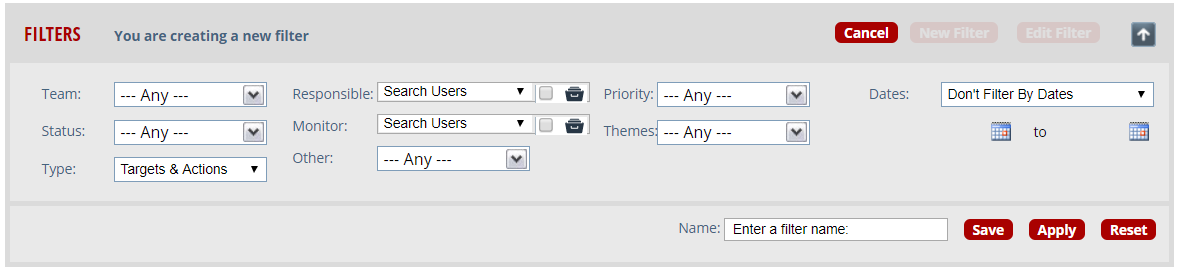 FILTERS You are creating a new filter Cancel New Filter Edit Filter
Team: --- Any --- Responsible: Search Users Priority: --- Any --- Dates: Don't Filter By Dates
Status: --- Any --- Monitor: Search Users Themes: --- Any --- to
Type: Targets & Actions Other: --- Any ---
Name: Enter a filter name: Save Apply Reset